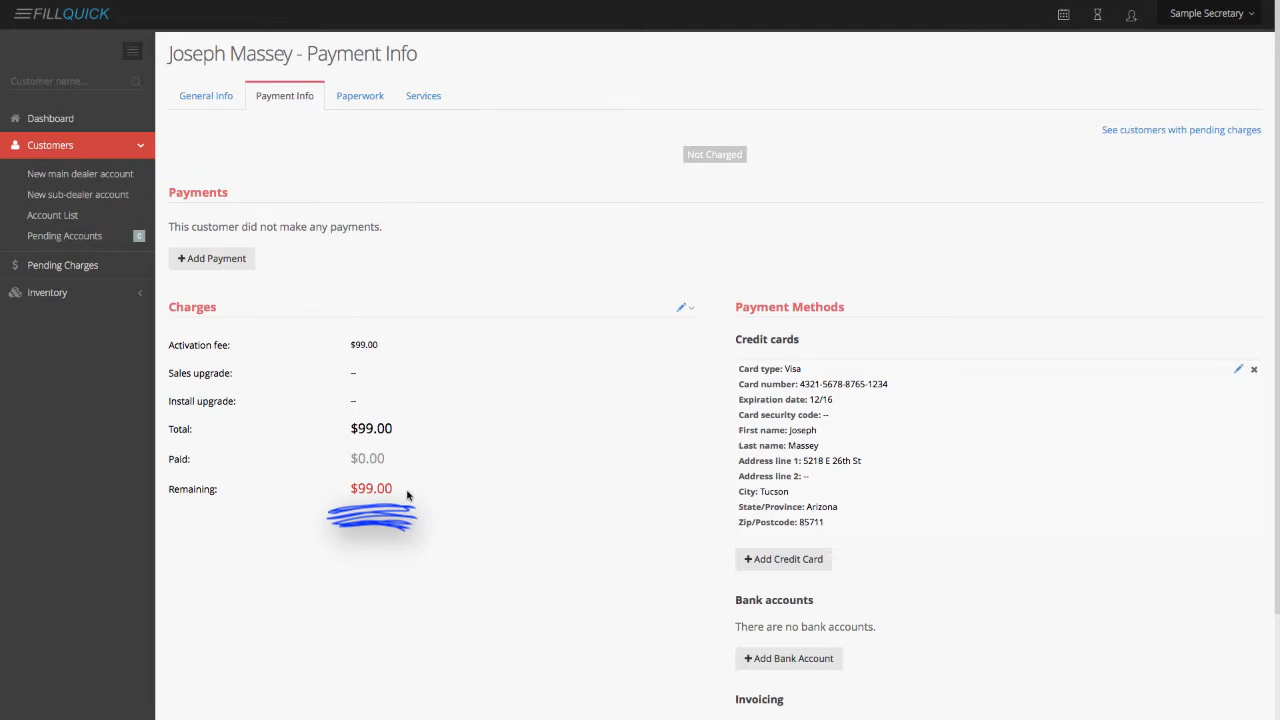 FILLQUICK
Sample Secretary
Customer name...
Dashboard
Customers
New main dealer account
New sub-dealer account
Account List
Pending Accounts 0
Pending Charges
Inventory
Joseph Massey - Payment Info
General Info Payment Info Paperwork Services
See customers with pending charges
Not Charged
Payments
This customer did not make any payments.
+ Add Payment
Charges
Activation fee: $99.00
Sales upgrade: --
Install upgrade: --
Total: $99.00
Paid: $0.00
Remaining: $99.00
Payment Methods
Credit cards
Card type: Visa
Card number: 4321-5678-8765-1234
Expiration date: 12/16
Card security code: --
First name: Joseph
Last name: Massey
Address line 1: 5218 E 26th St
Address line 2: --
City: Tucson
State/Province: Arizona
Zip/Postcode: 85711
+ Add Credit Card
Bank accounts
There are no bank accounts.
+ Add Bank Account
Invoicing